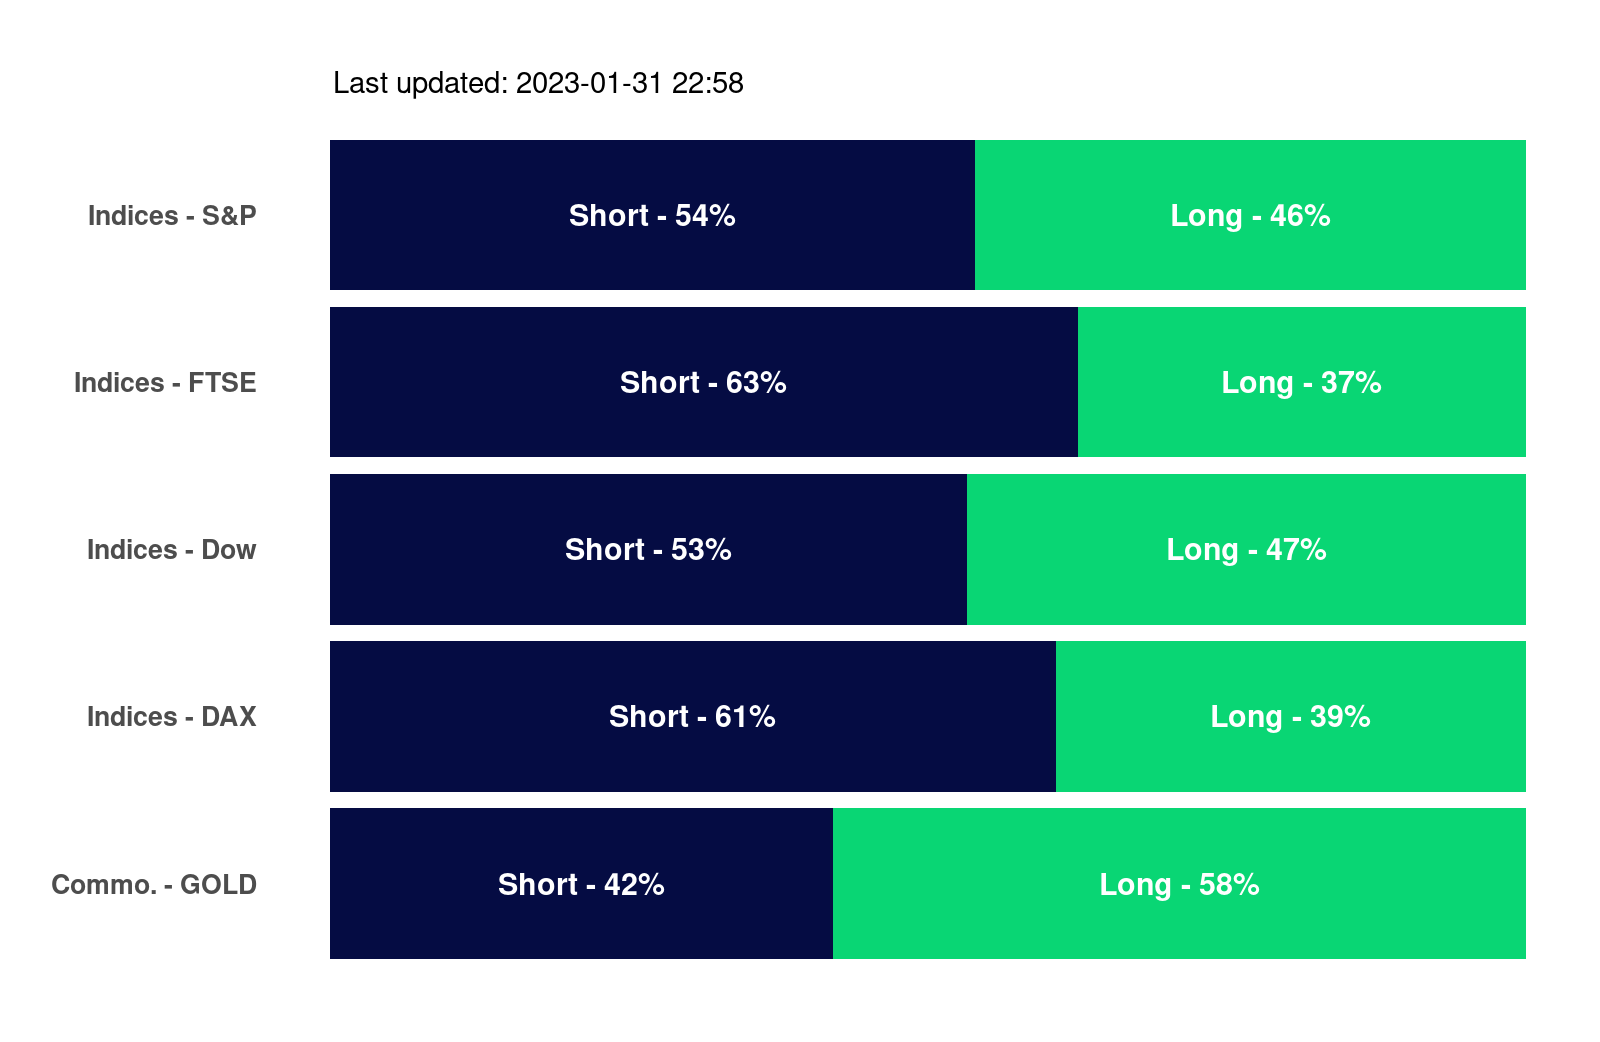 Last updated: 2023-01-31 22:58
Indices - S&P Short - 54% Long - 46%
Indices - FTSE Short - 63% Long - 37%
Indices - Dow Short - 53% Long - 47%
Indices - DAX Short - 61% Long - 39%
Commo. - GOLD Short - 42% Long - 58%